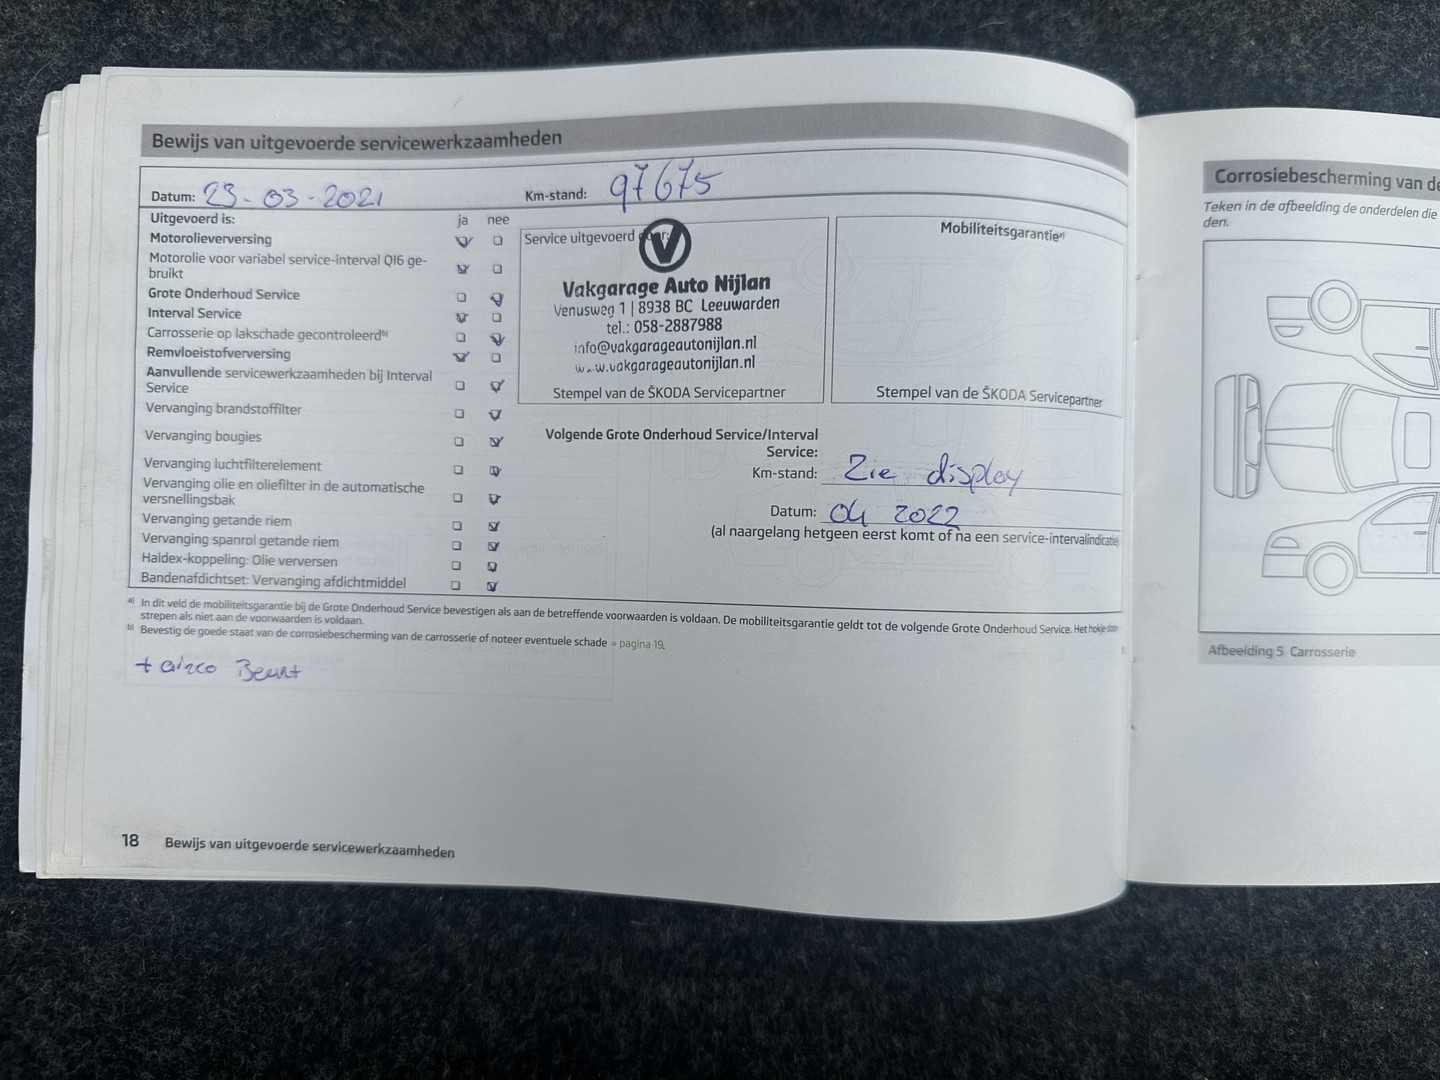 Bewijs van uitgevoerde servicewerkzaamheden
Datum: 23-03-2021
Km-stand: 97675
Uitgevoerd is:
ja nee
Motorolieverversing
Motorolie voor variabel service-interval QI6 ge-
bruikt
Grote Onderhoud Service
Interval Service
Carrosserie op lakschade gecontroleerd b)
Remvloeistofverversing
Aanvullende servicewerkzaamheden bij Interval
Service
Vervanging brandstoffilter
Vervanging bougies
Vervanging luchtfilterelement
Vervanging olie en oliefilter in de automatische
versnellingsbak
Vervanging getande riem
Vervanging spanrol getande riem
Haldex-koppeling: Olie verversen
Bandenafdichtset: Vervanging afdichtmiddel
Service uitgevoerd
V
Vakgarage Auto Nijlan
Venusweg 1 | 8938 BC Leeuwarden
tel.: 058-2887988
info@vakgarageautonijlan.nl
www.vakgarageautonijlan.nl
Stempel van de ŠKODA Servicepartner
Mobiliteitsgarantie a)
Stempel van de ŠKODA Servicepartner
Volgende Grote Onderhoud Service/Interval
Service:
Km-stand: Zie display
Datum: 04 2022
(al naargelang hetgeen eerst komt of na een service-intervalindicatie)
a) In dit veld de mobiliteitsgarantie bij de Grote Onderhoud Service bevestigen als aan de betreffende voorwaarden is voldaan. De mobiliteitsgarantie geldt tot de volgende Grote Onderhoud Service. Het hokje door-
strepen als niet aan de voorwaarden is voldaan.
b) Bevestig de goede staat van de corrosiebescherming van de carrosserie of noteer eventuele schade » pagina 19.
+ airco Beurt
18 Bewijs van uitgevoerde servicewerkzaamheden
Corrosiebescherming van de
Teken in de afbeelding de onderdelen die
den.
Afbeelding 5 Carrosserie